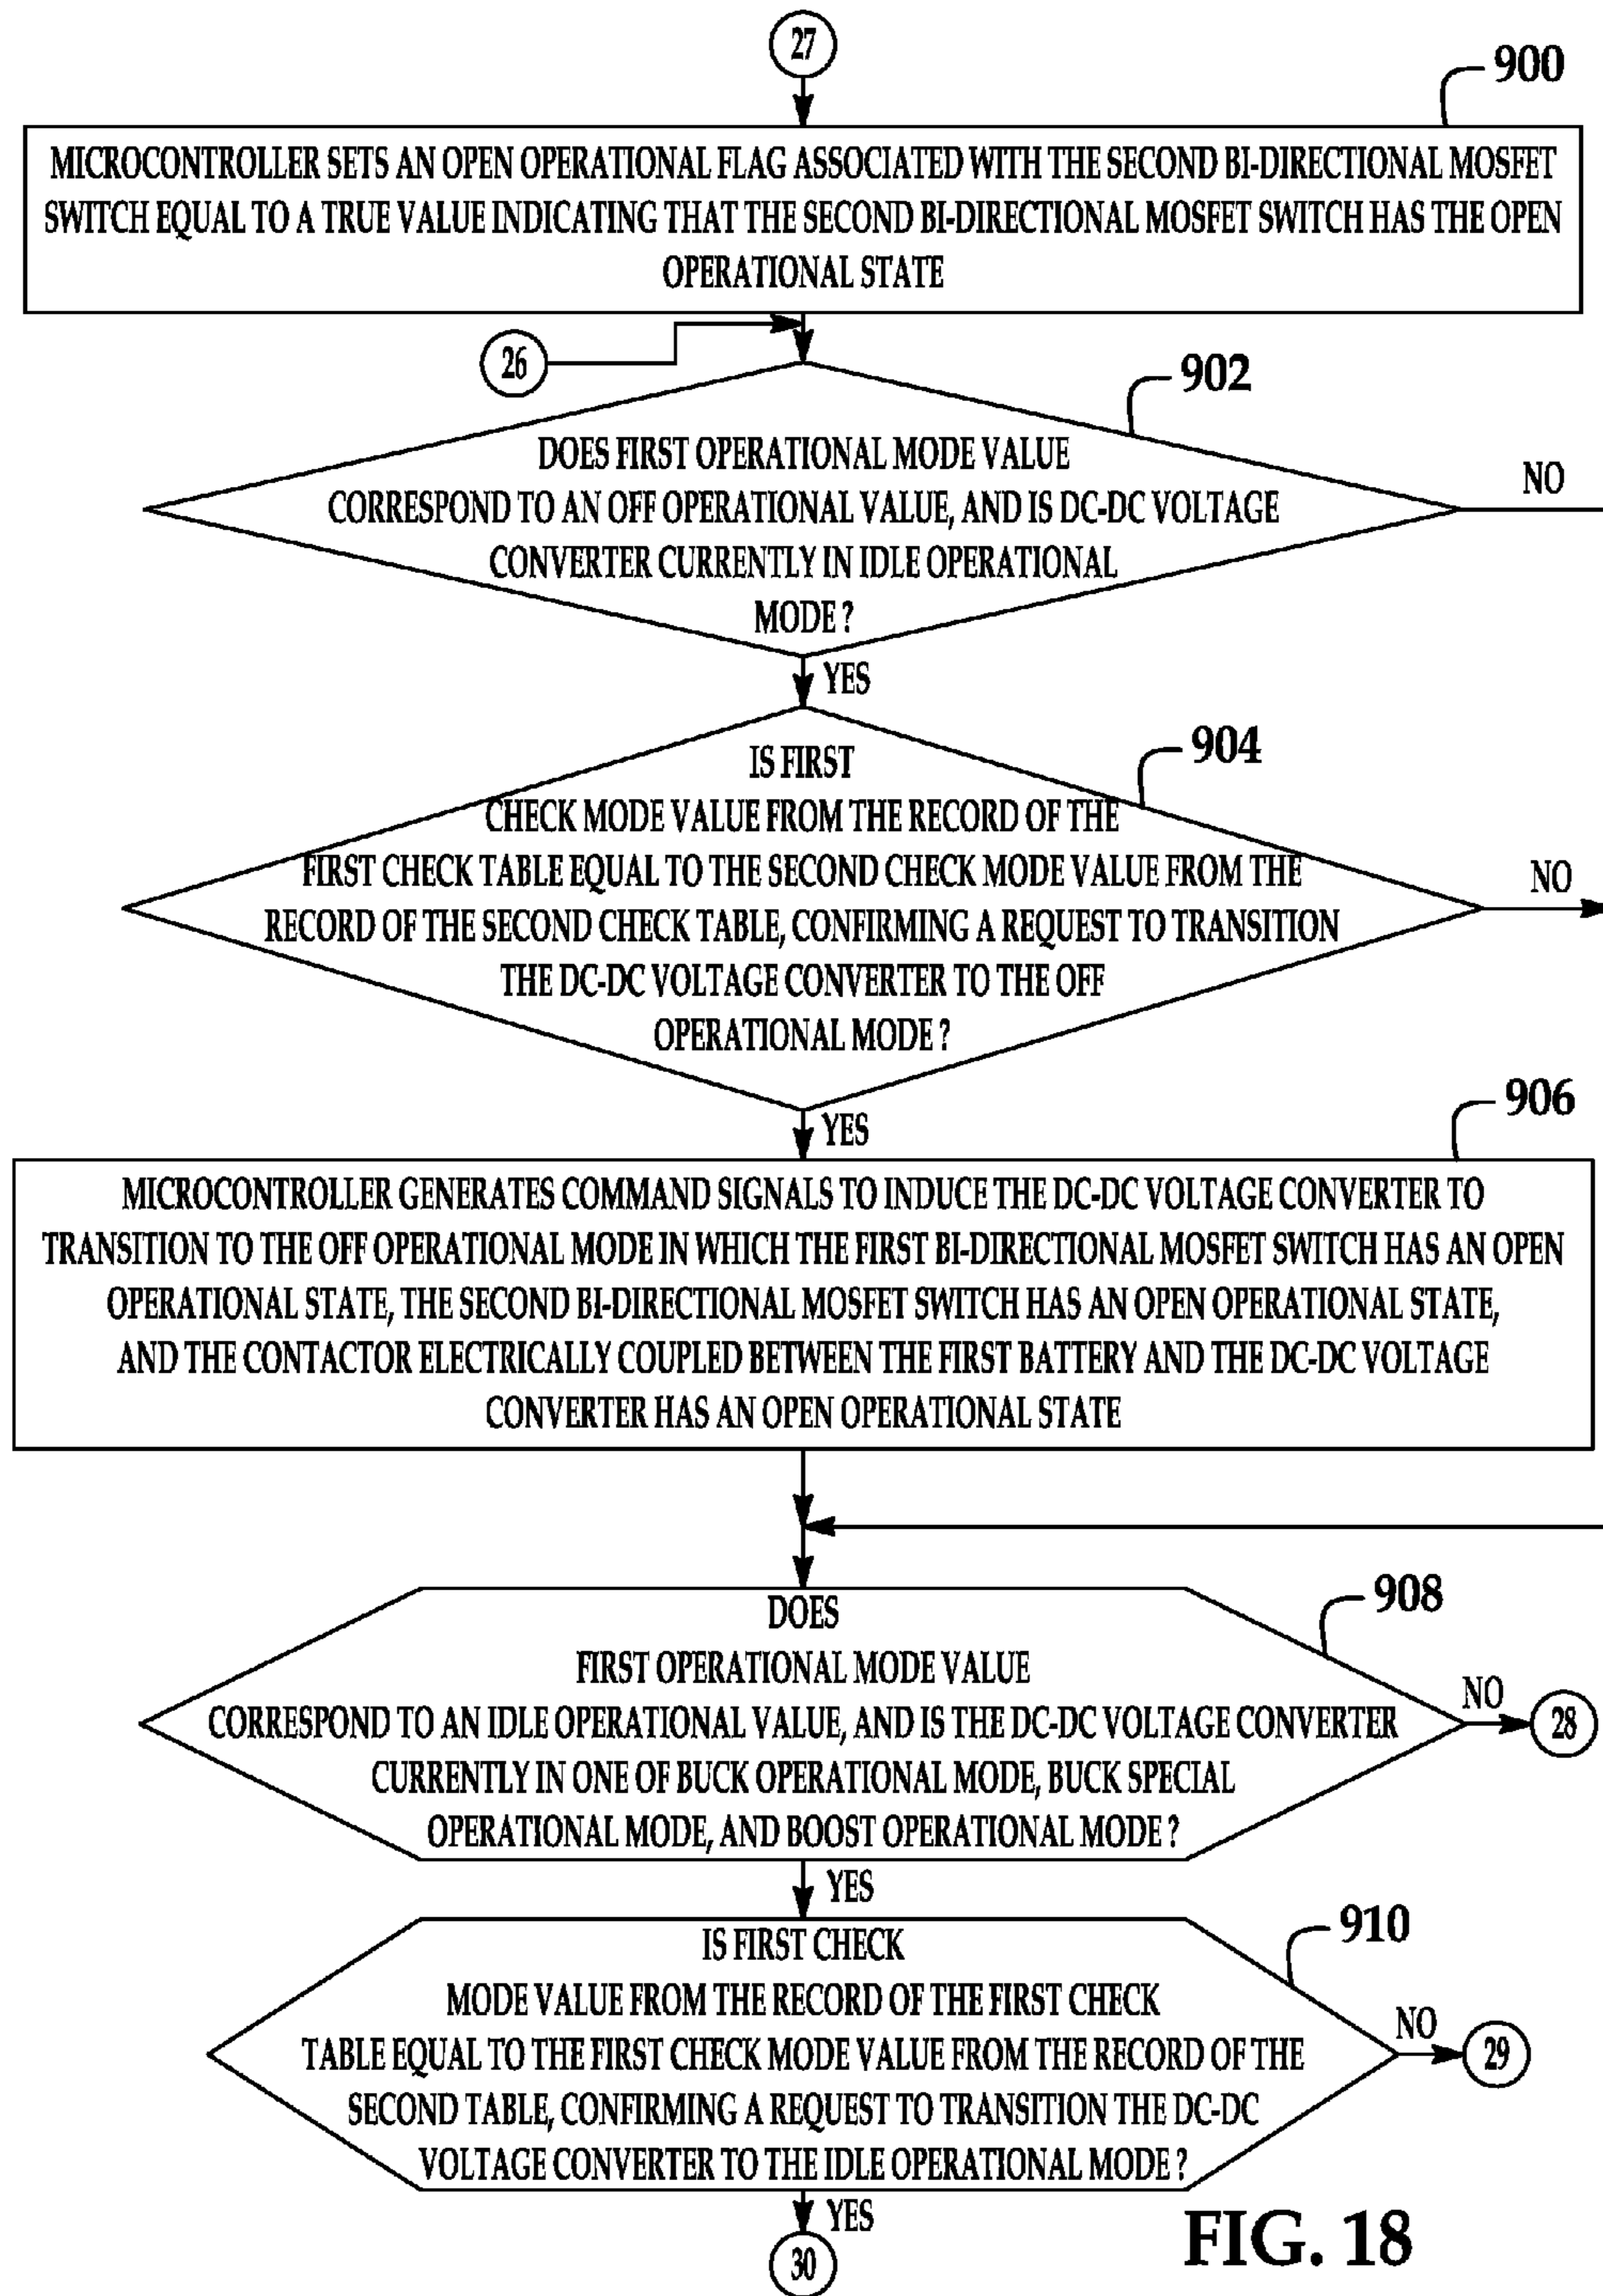 27
900
MICROCONTROLLER SETS AN OPEN OPERATIONAL FLAG ASSOCIATED WITH THE SECOND BI-DIRECTIONAL MOSFET
SWITCH EQUAL TO A TRUE VALUE INDICATING THAT THE SECOND BI-DIRECTIONAL MOSFET SWITCH HAS THE OPEN
OPERATIONAL STATE
26
902
DOES FIRST OPERATIONAL MODE VALUE
CORRESPOND TO AN OFF OPERATIONAL VALUE, AND IS DC-DC VOLTAGE
CONVERTER CURRENTLY IN IDLE OPERATIONAL
MODE ?
NO
YES
904
IS FIRST
CHECK MODE VALUE FROM THE RECORD OF THE
FIRST CHECK TABLE EQUAL TO THE SECOND CHECK MODE VALUE FROM THE
RECORD OF THE SECOND CHECK TABLE, CONFIRMING A REQUEST TO TRANSITION
THE DC-DC VOLTAGE CONVERTER TO THE OFF
OPERATIONAL MODE ?
NO
YES
906
MICROCONTROLLER GENERATES COMMAND SIGNALS TO INDUCE THE DC-DC VOLTAGE CONVERTER TO
TRANSITION TO THE OFF OPERATIONAL MODE IN WHICH THE FIRST BI-DIRECTIONAL MOSFET SWITCH HAS AN OPEN
OPERATIONAL STATE, THE SECOND BI-DIRECTIONAL MOSFET SWITCH HAS AN OPEN OPERATIONAL STATE,
AND THE CONTACTOR ELECTRICALLY COUPLED BETWEEN THE FIRST BATTERY AND THE DC-DC VOLTAGE
CONVERTER HAS AN OPEN OPERATIONAL STATE
908
DOES
FIRST OPERATIONAL MODE VALUE
CORRESPOND TO AN IDLE OPERATIONAL VALUE, AND IS THE DC-DC VOLTAGE CONVERTER
CURRENTLY IN ONE OF BUCK OPERATIONAL MODE, BUCK SPECIAL
OPERATIONAL MODE, AND BOOST OPERATIONAL MODE ?
NO
28
YES
910
IS FIRST CHECK
MODE VALUE FROM THE RECORD OF THE FIRST CHECK
TABLE EQUAL TO THE FIRST CHECK MODE VALUE FROM THE RECORD OF THE
SECOND TABLE, CONFIRMING A REQUEST TO TRANSITION THE DC-DC
VOLTAGE CONVERTER TO THE IDLE OPERATIONAL MODE ?
NO
29
YES
30
FIG. 18